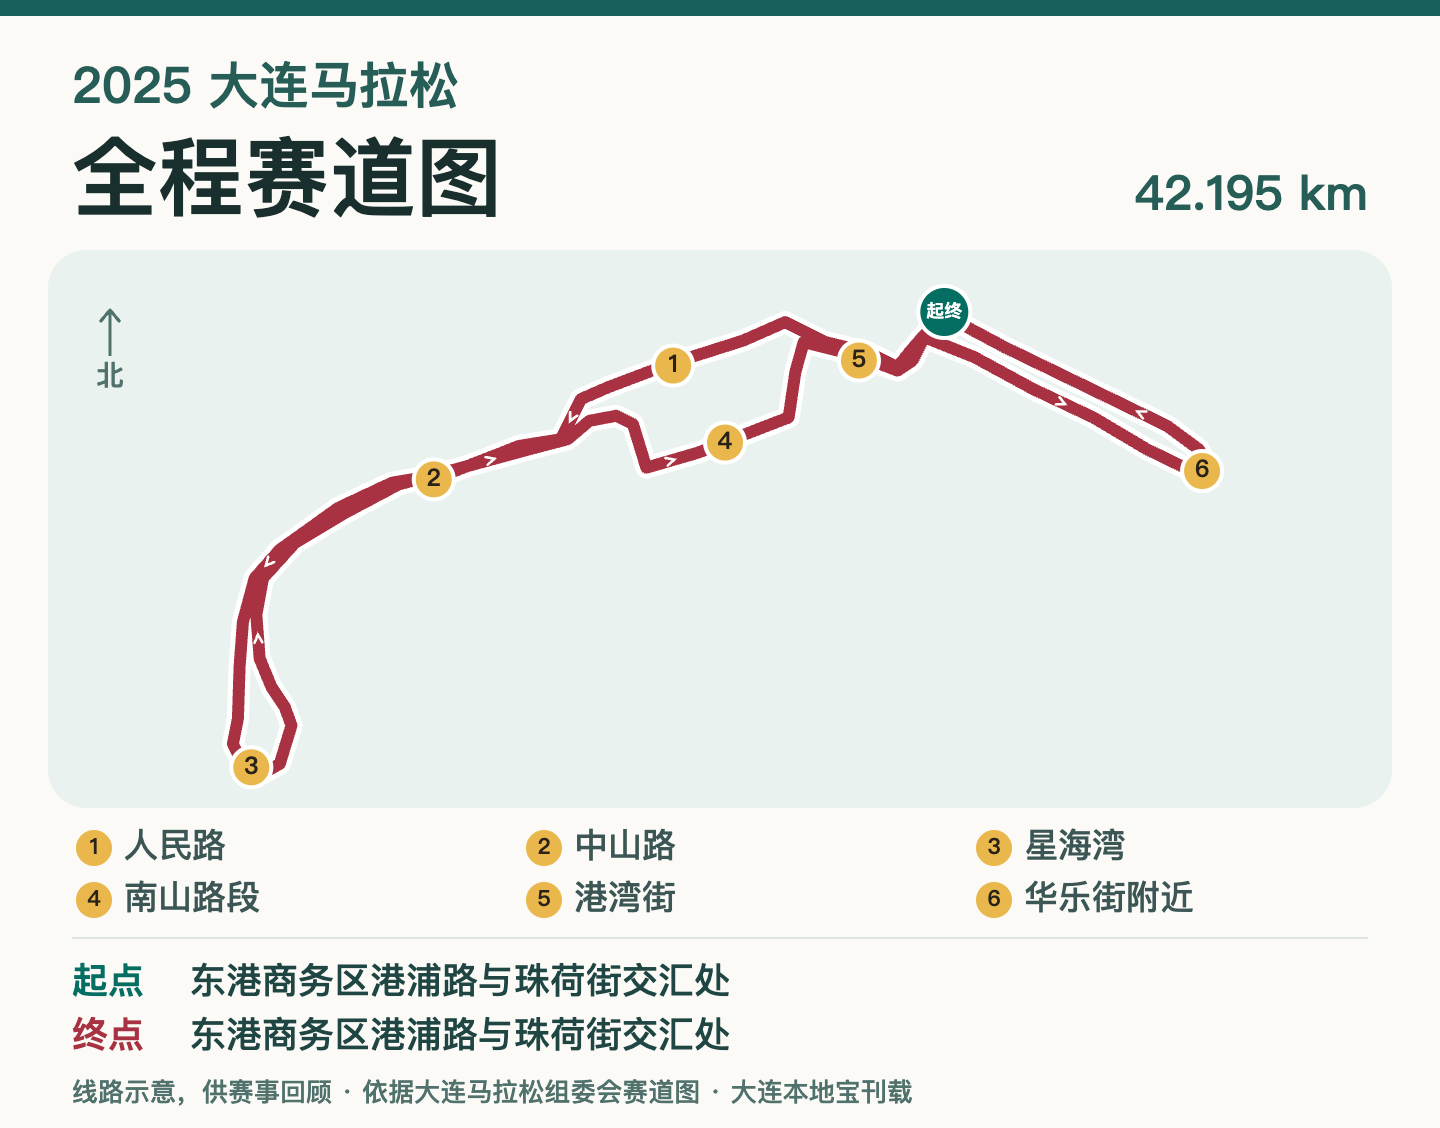 2025 大连马拉松
全程赛道图
42.195 km
起终
北
1
5
4
2
6
3
1 人民路
2 中山路
3 星海湾
4 南山路段
5 港湾街
6 华乐街附近
起点 东港商务区港浦路与珠荷街交汇处
终点 东港商务区港浦路与珠荷街交汇处
线路示意，供赛事回顾 · 依据大连马拉松组委会赛道图 · 大连本地宝刊载